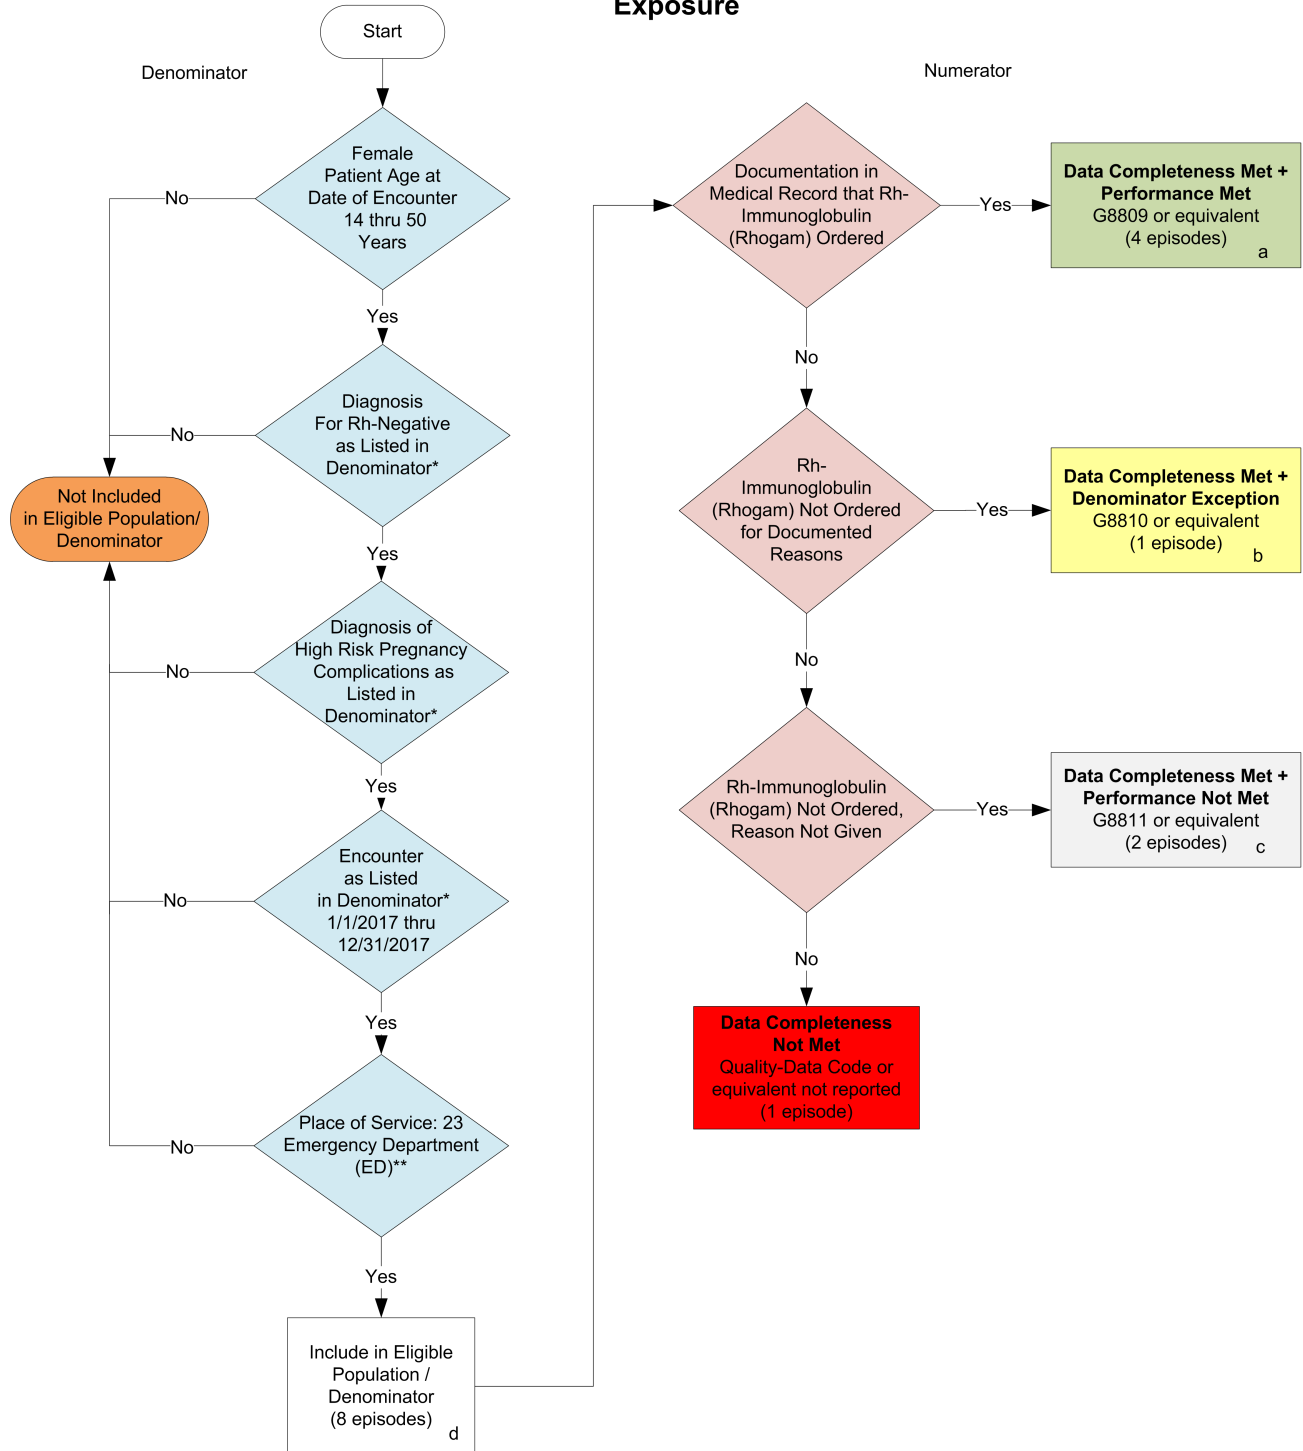 Exposure
Start
Denominator
Numerator
Female
Patient Age at
Date of Encounter
14 thru 50
Years
No
Yes
Diagnosis
For Rh-Negative
as Listed in
Denominator*
No
Not Included
in Eligible Population/
Denominator
Yes
Diagnosis of
High Risk Pregnancy
Complications as
Listed in
Denominator*
No
Yes
Encounter
as Listed
in Denominator*
1/1/2017 thru
12/31/2017
No
Yes
Place of Service: 23
Emergency Department
(ED)**
No
Yes
Include in Eligible
Population /
Denominator
(8 episodes)
d
Documentation in
Medical Record that Rh-
Immunoglobulin
(Rhogam) Ordered
Yes
Data Completeness Met +
Performance Met
G8809 or equivalent
(4 episodes)
a
No
Rh-
Immunoglobulin
(Rhogam) Not Ordered
for Documented
Reasons
Yes
Data Completeness Met +
Denominator Exception
G8810 or equivalent
(1 episode)
b
No
Rh-Immunoglobulin
(Rhogam) Not Ordered,
Reason Not Given
Yes
Data Completeness Met +
Performance Not Met
G8811 or equivalent
(2 episodes)
c
No
Data Completeness
Not Met
Quality-Data Code or
equivalent not reported
(1 episode)